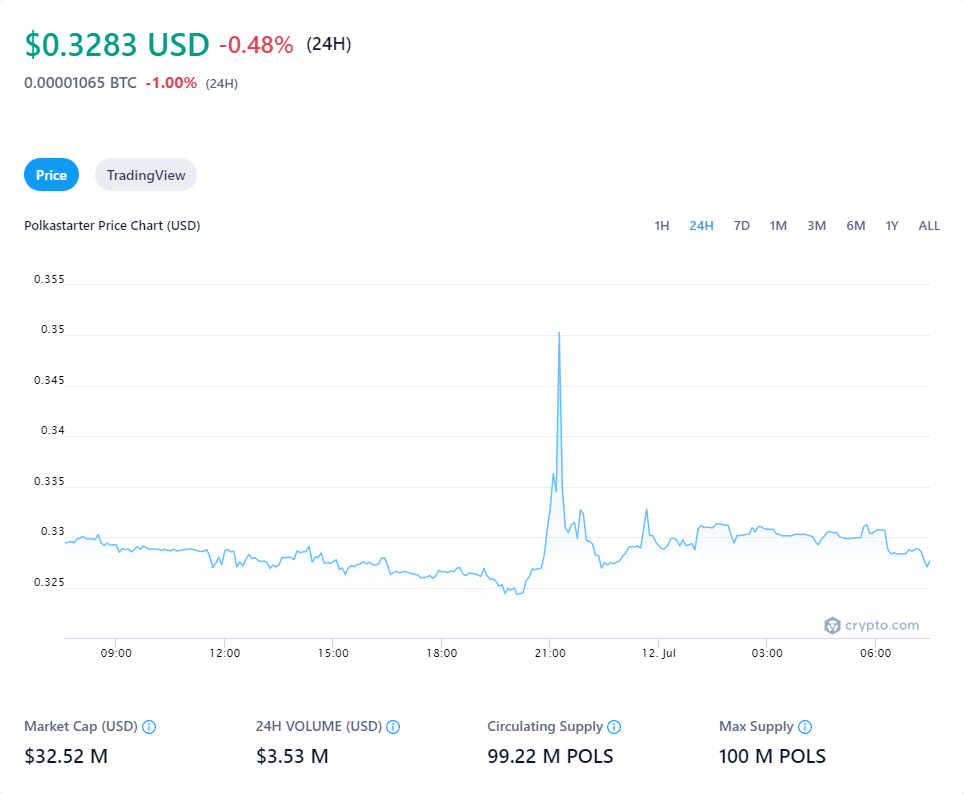 $0.3283 USD -0.48% (24H)
0.00001065 BTC -1.00% (24H)
Price TradingView
Polkastarter Price Chart (USD) 1H 24H 7D 1M 3M 6M 1Y ALL
0.355
0.35
0.345
0.34
0.335
0.33
0.325
crypto.com
09:00 12:00 15:00 18:00 21:00 12. Jul 03:00 06:00
Market Cap (USD) 24H VOLUME (USD) Circulating Supply Max Supply
$32.52 M $3.53 M 99.22 M POLS 100 M POLS